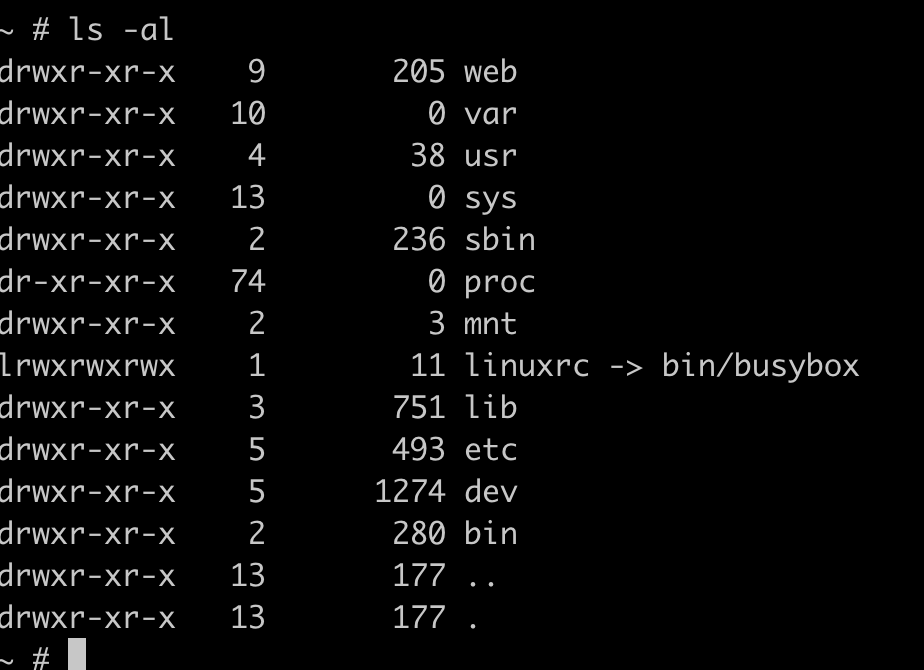 ~ # ls -al
drwxr-xr-x    9        205 web
drwxr-xr-x   10          0 var
drwxr-xr-x    4         38 usr
drwxr-xr-x   13          0 sys
drwxr-xr-x    2        236 sbin
dr-xr-xr-x   74          0 proc
drwxr-xr-x    2          3 mnt
lrwxrwxrwx    1         11 linuxrc -> bin/busybox
drwxr-xr-x    3        751 lib
drwxr-xr-x    5        493 etc
drwxr-xr-x    5       1274 dev
drwxr-xr-x    2        280 bin
drwxr-xr-x   13        177 ..
drwxr-xr-x   13        177 .
~ #